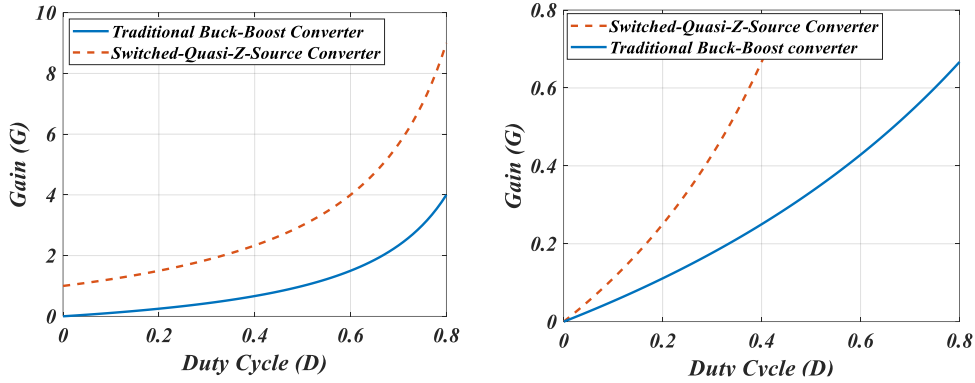 Traditional Buck-Boost Converter
Switched-Quasi-Z-Source Converter
10
8
6
4
2
0
Gain (G)
0
0.2
0.4
0.6
0.8
Duty Cycle (D)
Switched-Quasi-Z-Source Converter
Traditional Buck-Boost converter
0.8
0.6
0.4
0.2
0
Gain (G)
0
0.2
0.4
0.6
0.8
Duty Cycle (D)